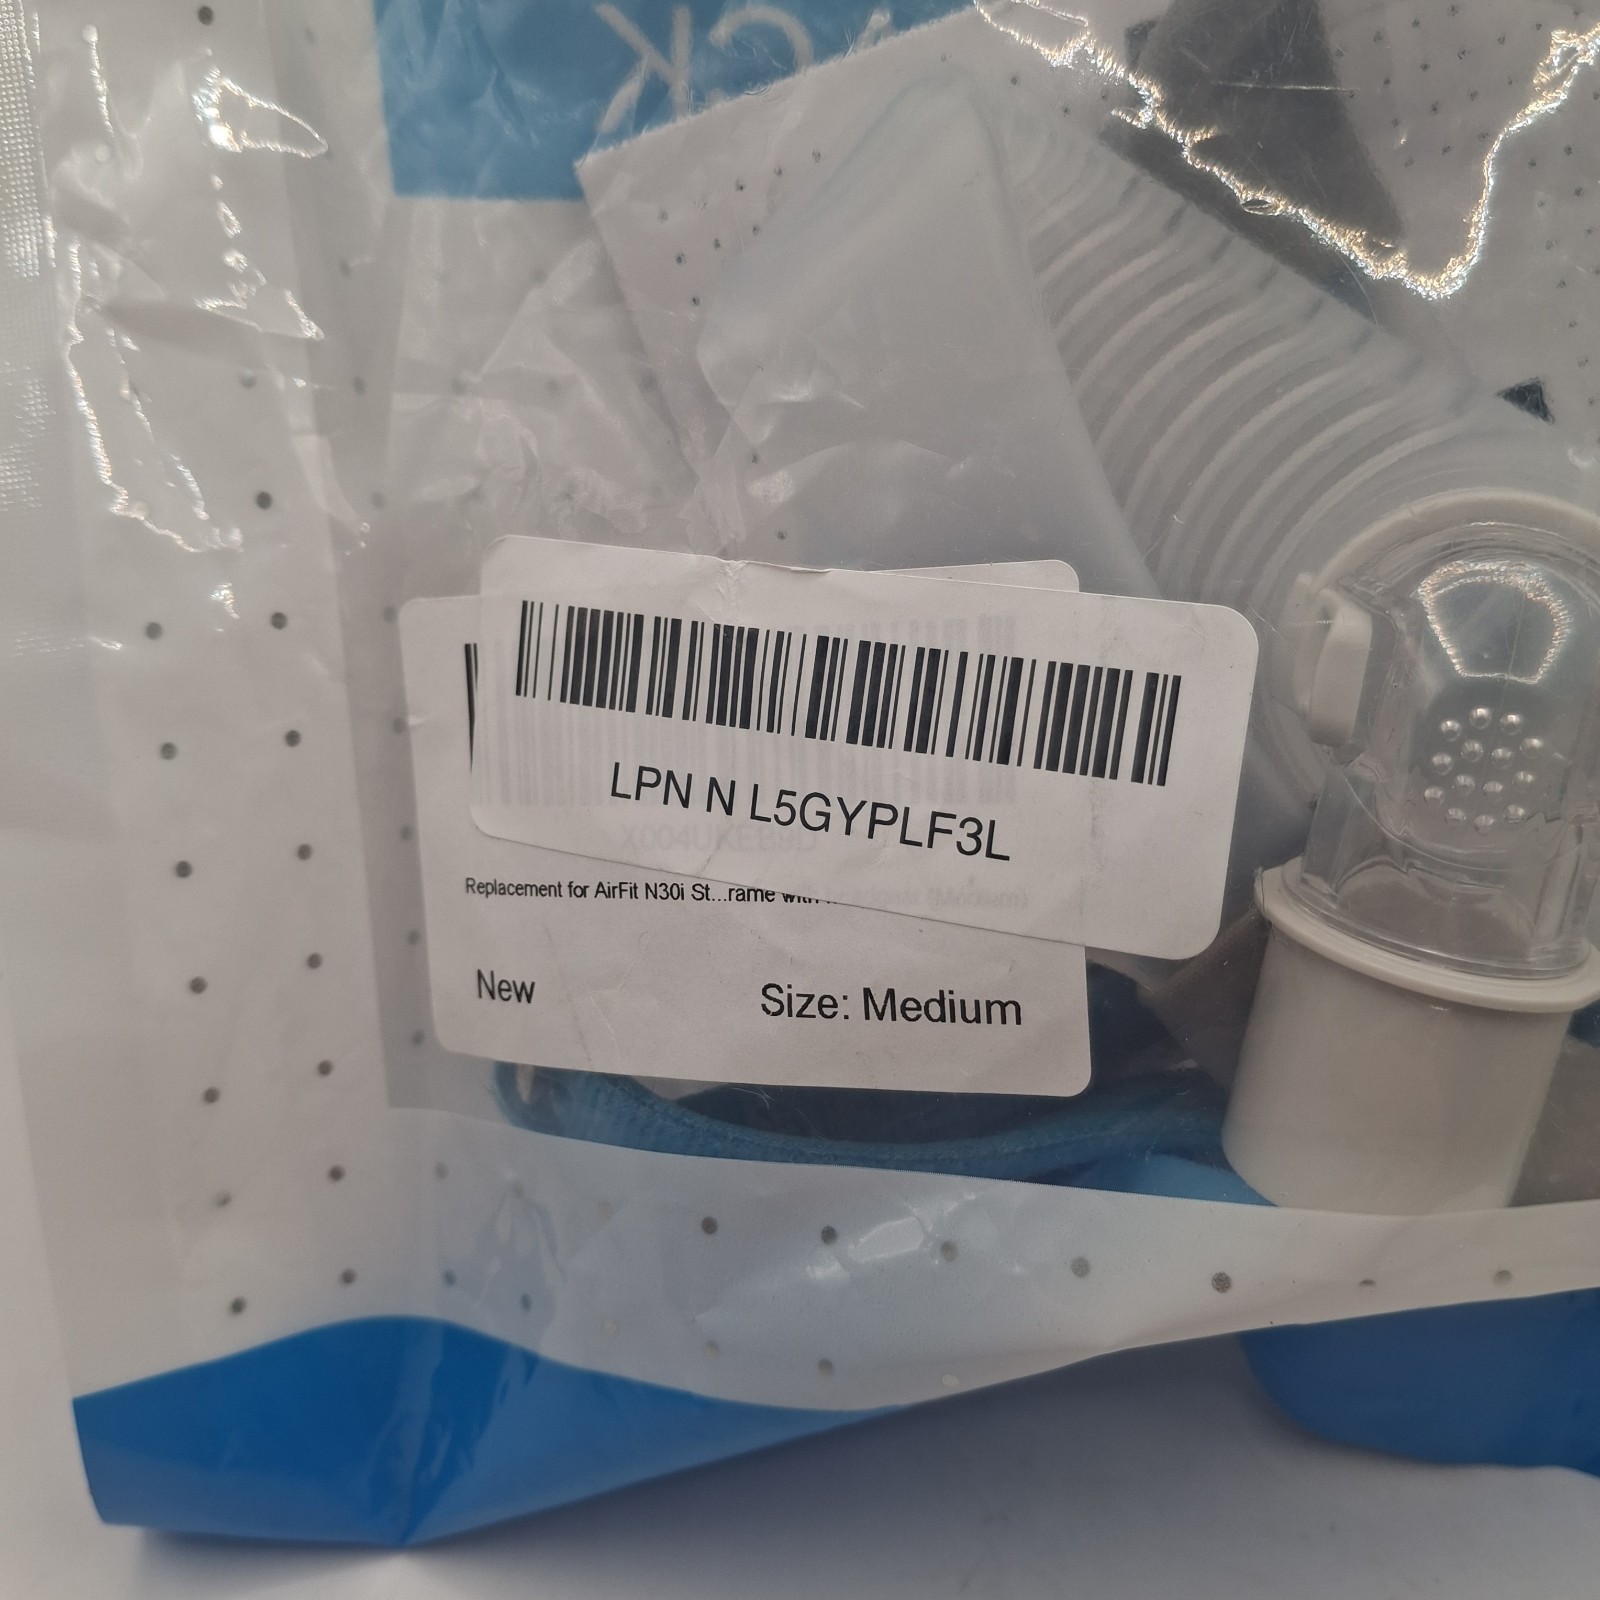 LPN N L5GYPLF3L
Replacement for AirFit N30i St...rame with
New
Size: Medium